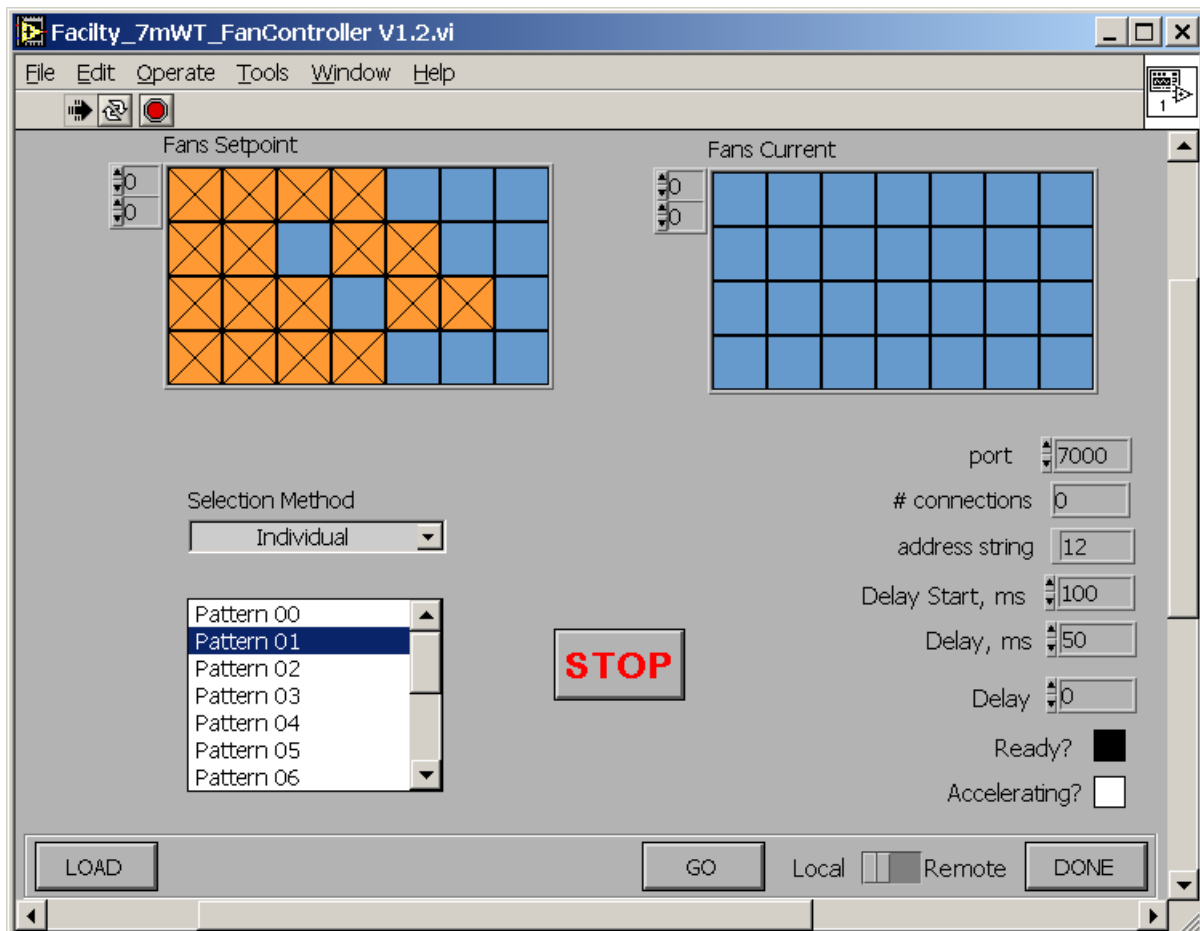 Facilty_7mWT_FanController V1.2.vi
File Edit Operate Tools Window Help
1
Fans Setpoint
Fans Current
0
0
0
0
port 7000
# connections 0
address string 12
Delay Start, ms 100
Delay, ms 50
Delay 0
Ready?
Accelerating?
Selection Method
Individual
Pattern 00
Pattern 01
Pattern 02
Pattern 03
Pattern 04
Pattern 05
Pattern 06
STOP
LOAD GO Local Remote DONE